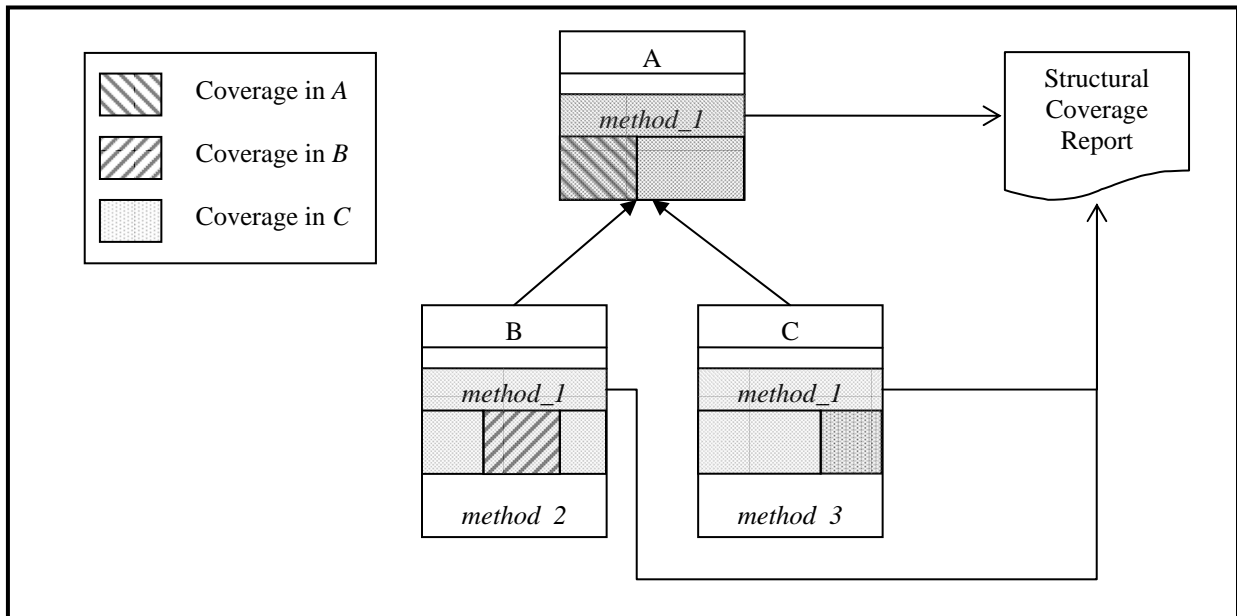 Coverage in A
Coverage in B
Coverage in C
A
method_1
Structural
Coverage
Report
B
method_1
method 2
C
method_1
method 3